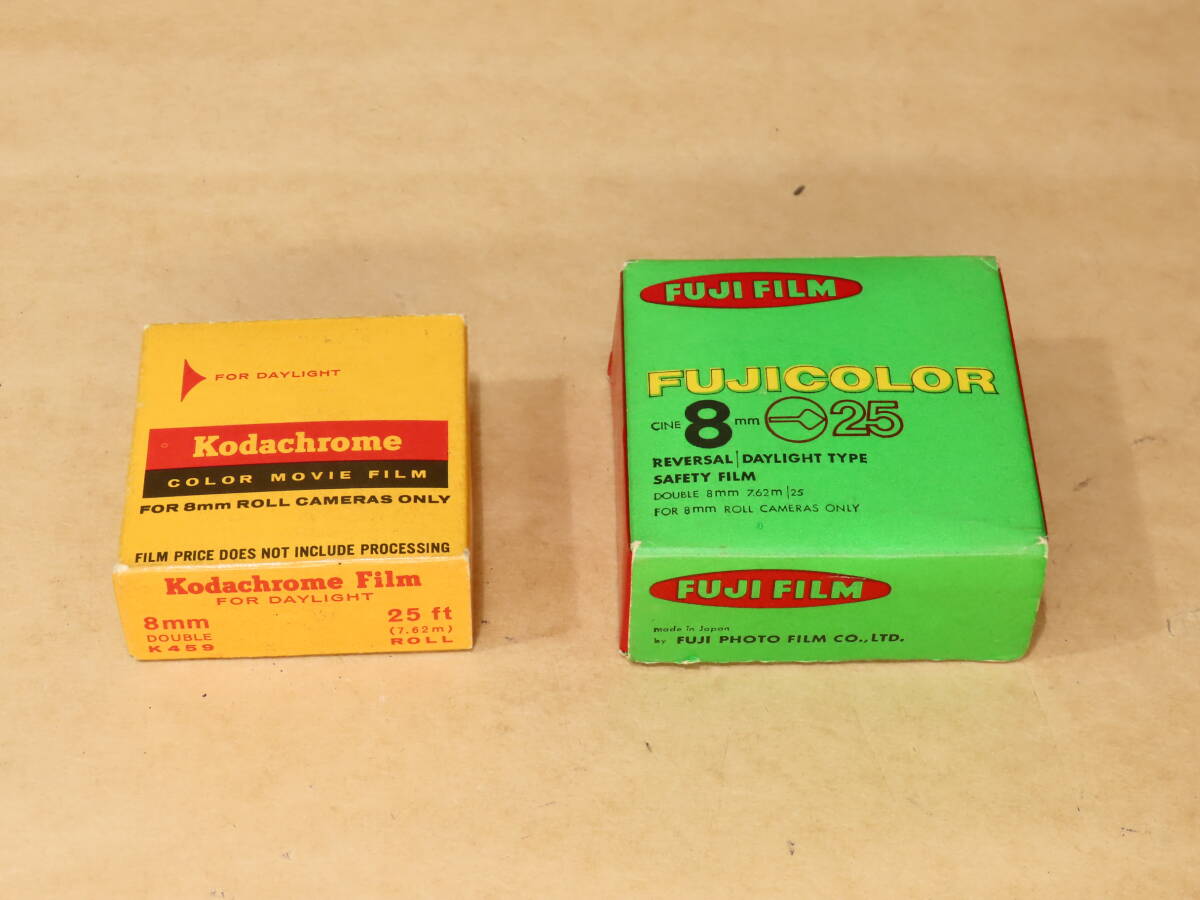 FOR DAYLIGHT
Kodachrome
COLOR MOVIE FILM
FOR 8mm ROLL CAMERAS ONLY
FILM PRICE DOES NOT INCLUDE PROCESSING
Kodachrome Film
FOR DAYLIGHT
8mm
DOUBLE
K459
25 ft
(7.62m)
ROLL
FUJI FILM
FUJICOLOR
CINE 8mm 25
REVERSAL|DAYLIGHT TYPE
SAFETY FILM
DOUBLE 8mm 7.62m|25
FOR 8mm ROLL CAMERAS ONLY
FUJI FILM
made in Japan
by FUJI PHOTO FILM CO.,LTD.